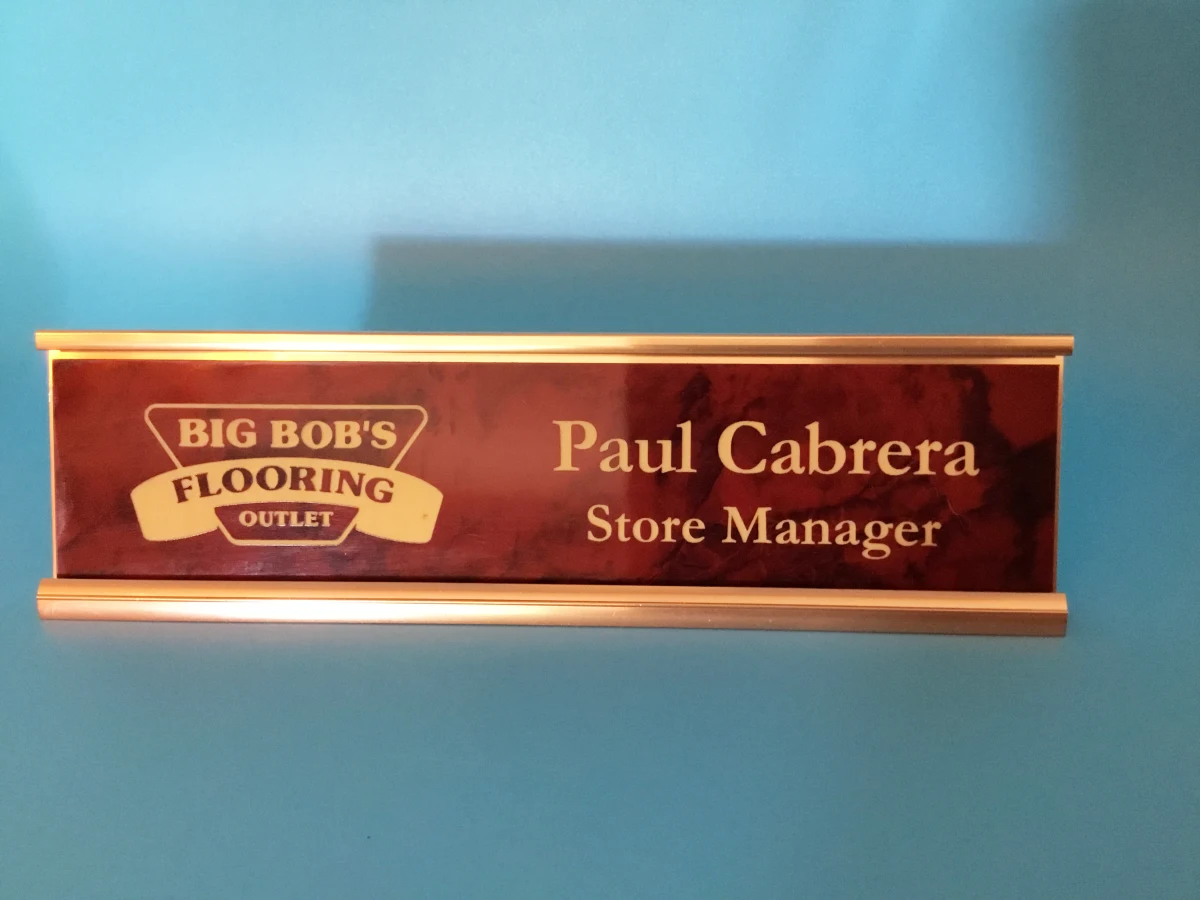 BIG BOB'S
FLOORING
OUTLET
Paul Cabrera
Store Manager